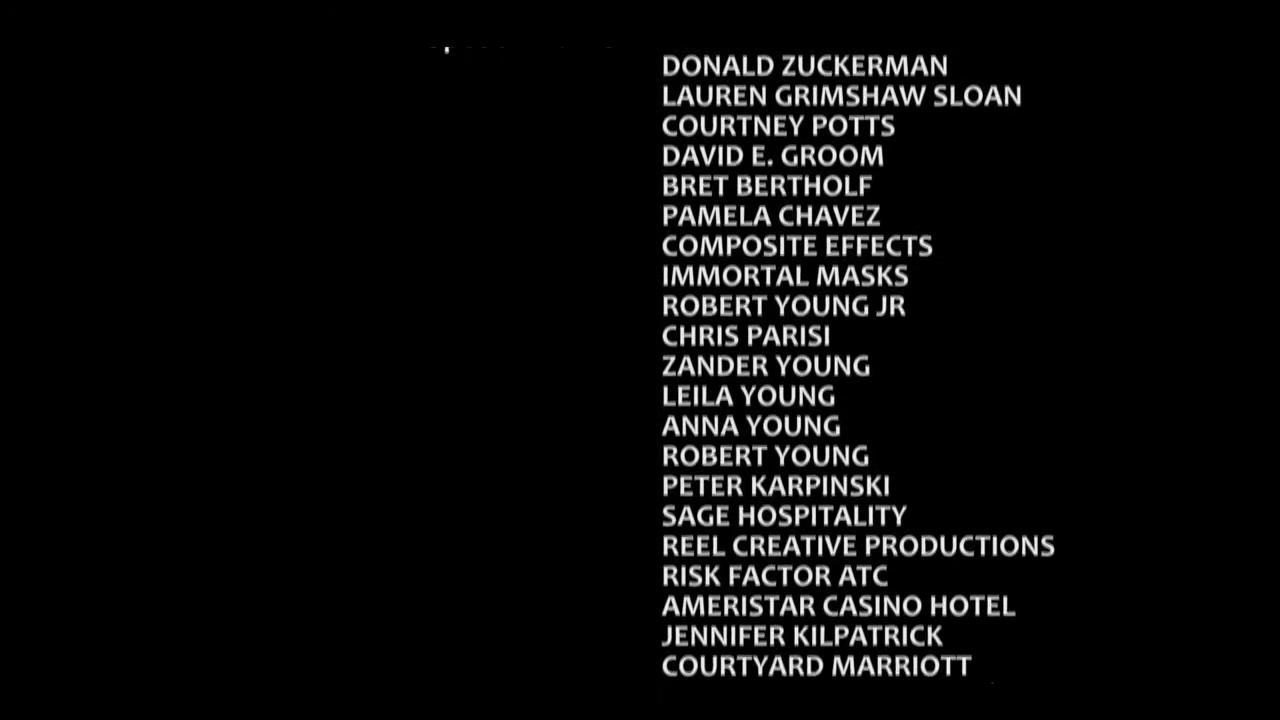 DONALD ZUCKERMAN
LAUREN GRIMSHAW SLOAN
COURTNEY POTTS
DAVID E. GROOM
BRET BERTHOLF
PAMELA CHAVEZ
COMPOSITE EFFECTS
IMMORTAL MASKS
ROBERT YOUNG JR
CHRIS PARISI
ZANDER YOUNG
LEILA YOUNG
ANNA YOUNG
ROBERT YOUNG
PETER KARPINSKI
SAGE HOSPITALITY
REEL CREATIVE PRODUCTIONS
RISK FACTOR ATC
AMERISTAR CASINO HOTEL
JENNIFER KILPATRICK
COURTYARD MARRIOTT